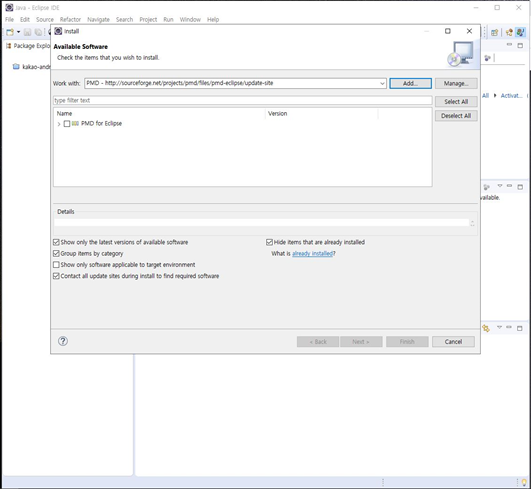 Java - Eclipse IDE
File Edit Source Refactor Navigate Search Project Run Window Help
Package Explo
kakao-andr
Install
Available Software
Check the items that you wish to install.
Work with: PMD - http://sourceforge.net/projects/pmd/files/pmd-eclipse/update-site Add... Manage...
type filter text Select All
Deselect All
Name Version
PMD for Eclipse
Details
Show only the latest versions of available software Hide items that are already installed
Group items by category What is already installed?
Show only software applicable to target environment
Contact all update sites during install to find required software
? < Back Next > Finish Cancel
All Activat...
vailable.